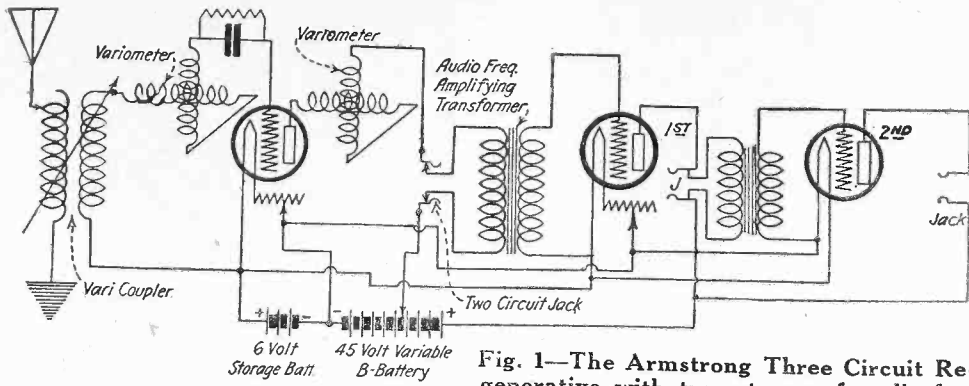 Variometer
Variometer
Audio Freq.
Amplifying
Transformer
1ST
2ND
J
Jack
Vari Coupler
Two Circuit Jack
+ - - +
6 Volt
Storage Batt.
45 Volt Variable
B-Battery
Fig. 1—The Armstrong Three Circuit Re-